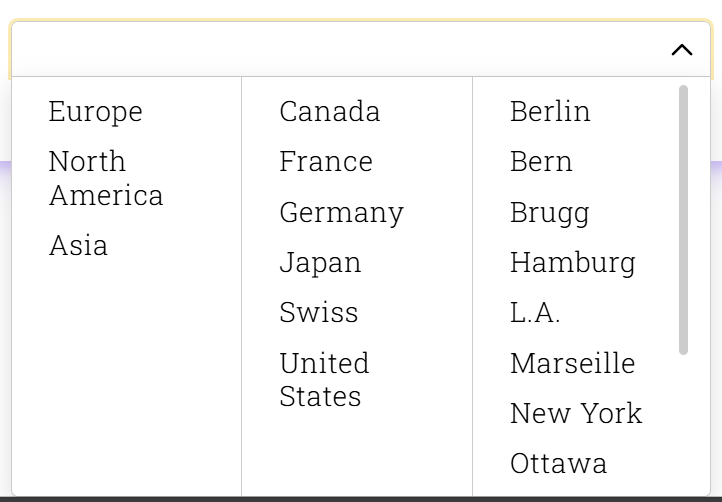 Europe
North
America
Asia
Canada
France
Germany
Japan
Swiss
United
States
Berlin
Bern
Brugg
Hamburg
L.A.
Marseille
New York
Ottawa